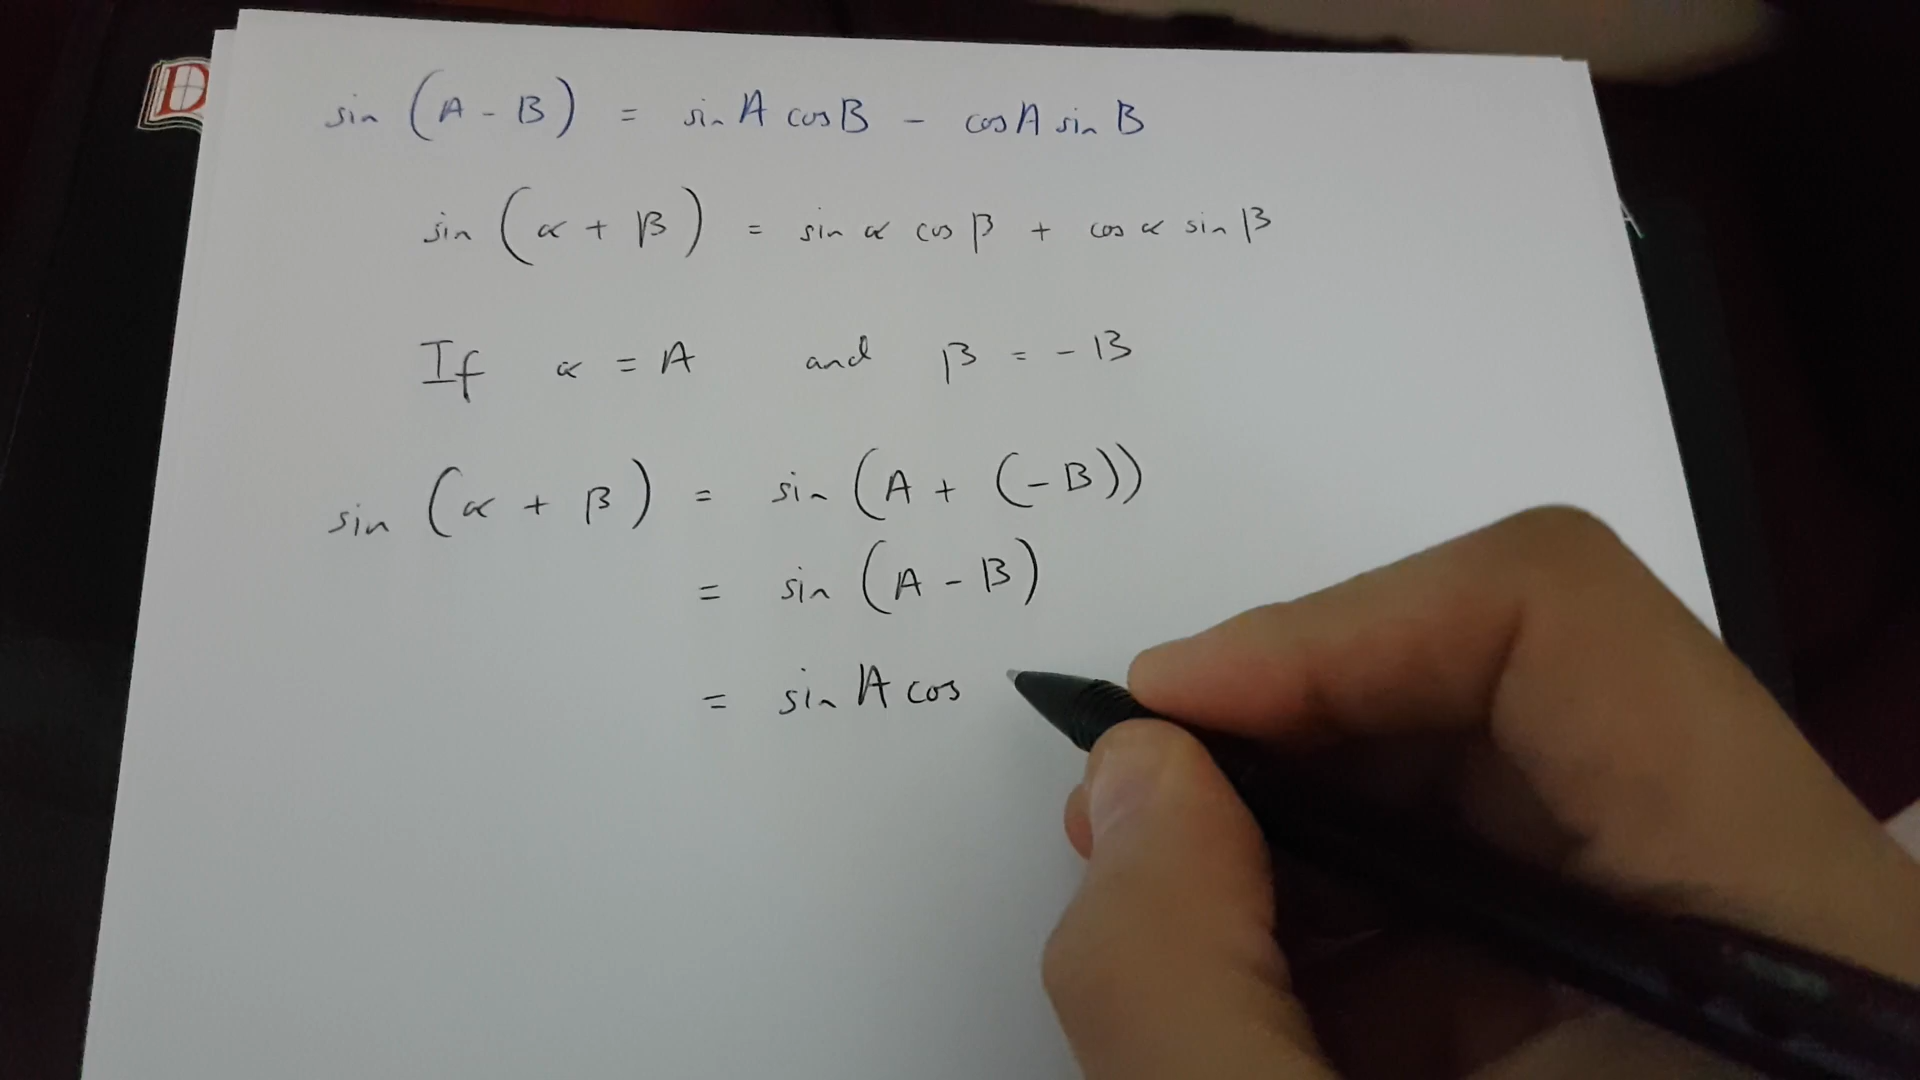 D
sin (A - B) = sin A cos B - cos A sin B
sin (α + β) = sin α cos β + cos α sin β
If α = A and β = -B
sin (α + β) = sin (A + (-B))
= sin (A - B)
= sin A cos